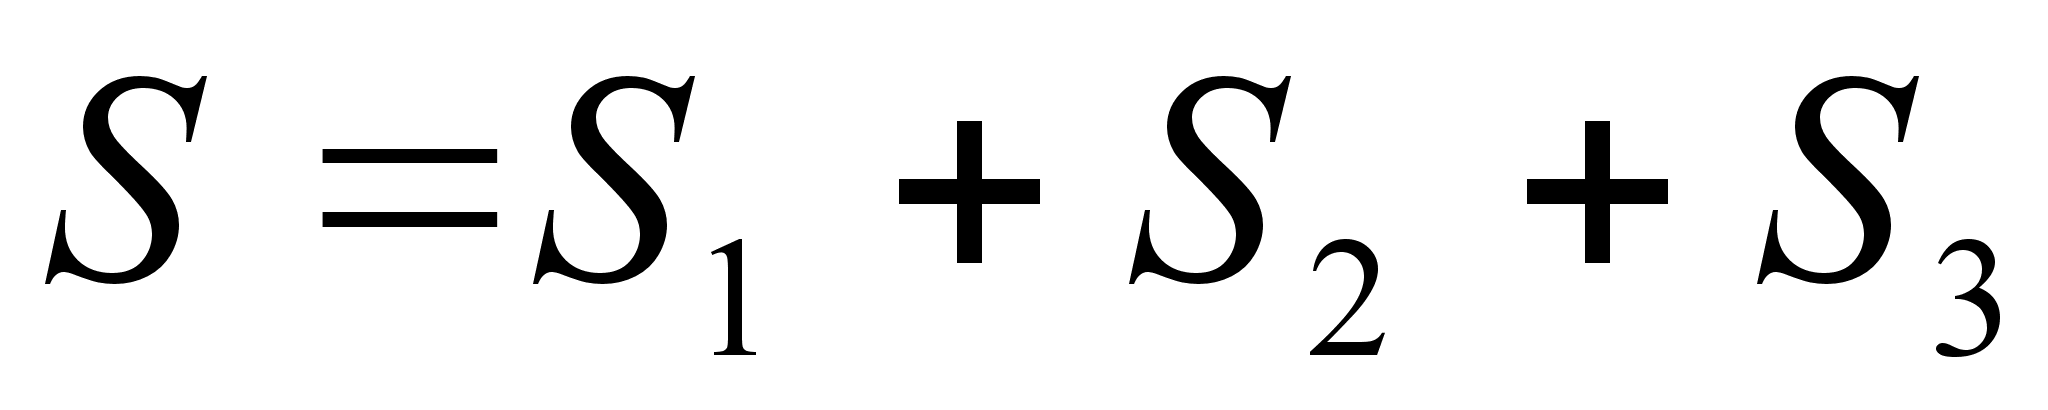 S = S₁ + S₂ + S₃